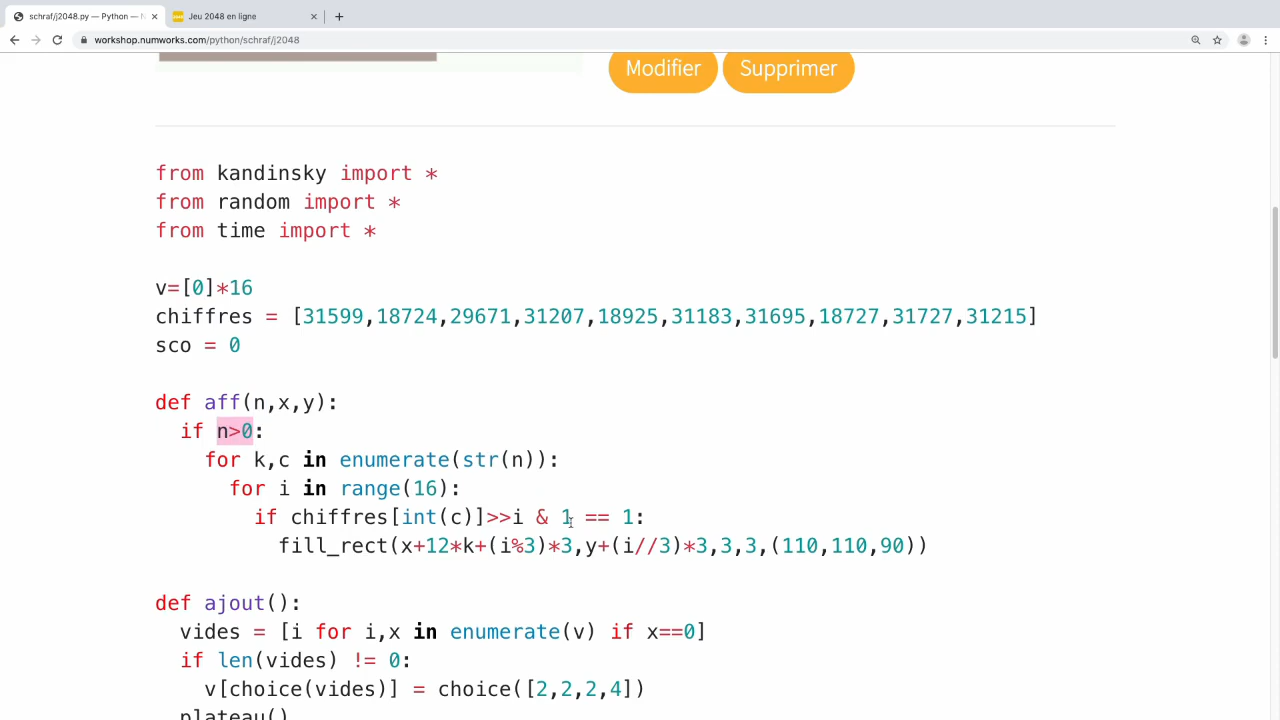 schraf/j2048.py — Python — N
Jeu 2048 en ligne
workshop.numworks.com/python/schraf/j2048
Modifier
Supprimer
from kandinsky import *
from random import *
from time import *
v=[0]*16
chiffres = [31599,18724,29671,31207,18925,31183,31695,18727,31727,31215]
sco = 0
def aff(n,x,y):
  if n>0:
    for k,c in enumerate(str(n)):
      for i in range(16):
        if chiffres[int(c)]>>i & 1 == 1:
          fill_rect(x+12*k+(i%3)*3,y+(i//3)*3,3,3,(110,110,90))
def ajout():
  vides = [i for i,x in enumerate(v) if x==0]
  if len(vides) != 0:
    v[choice(vides)] = choice([2,2,2,4])
  plateau()